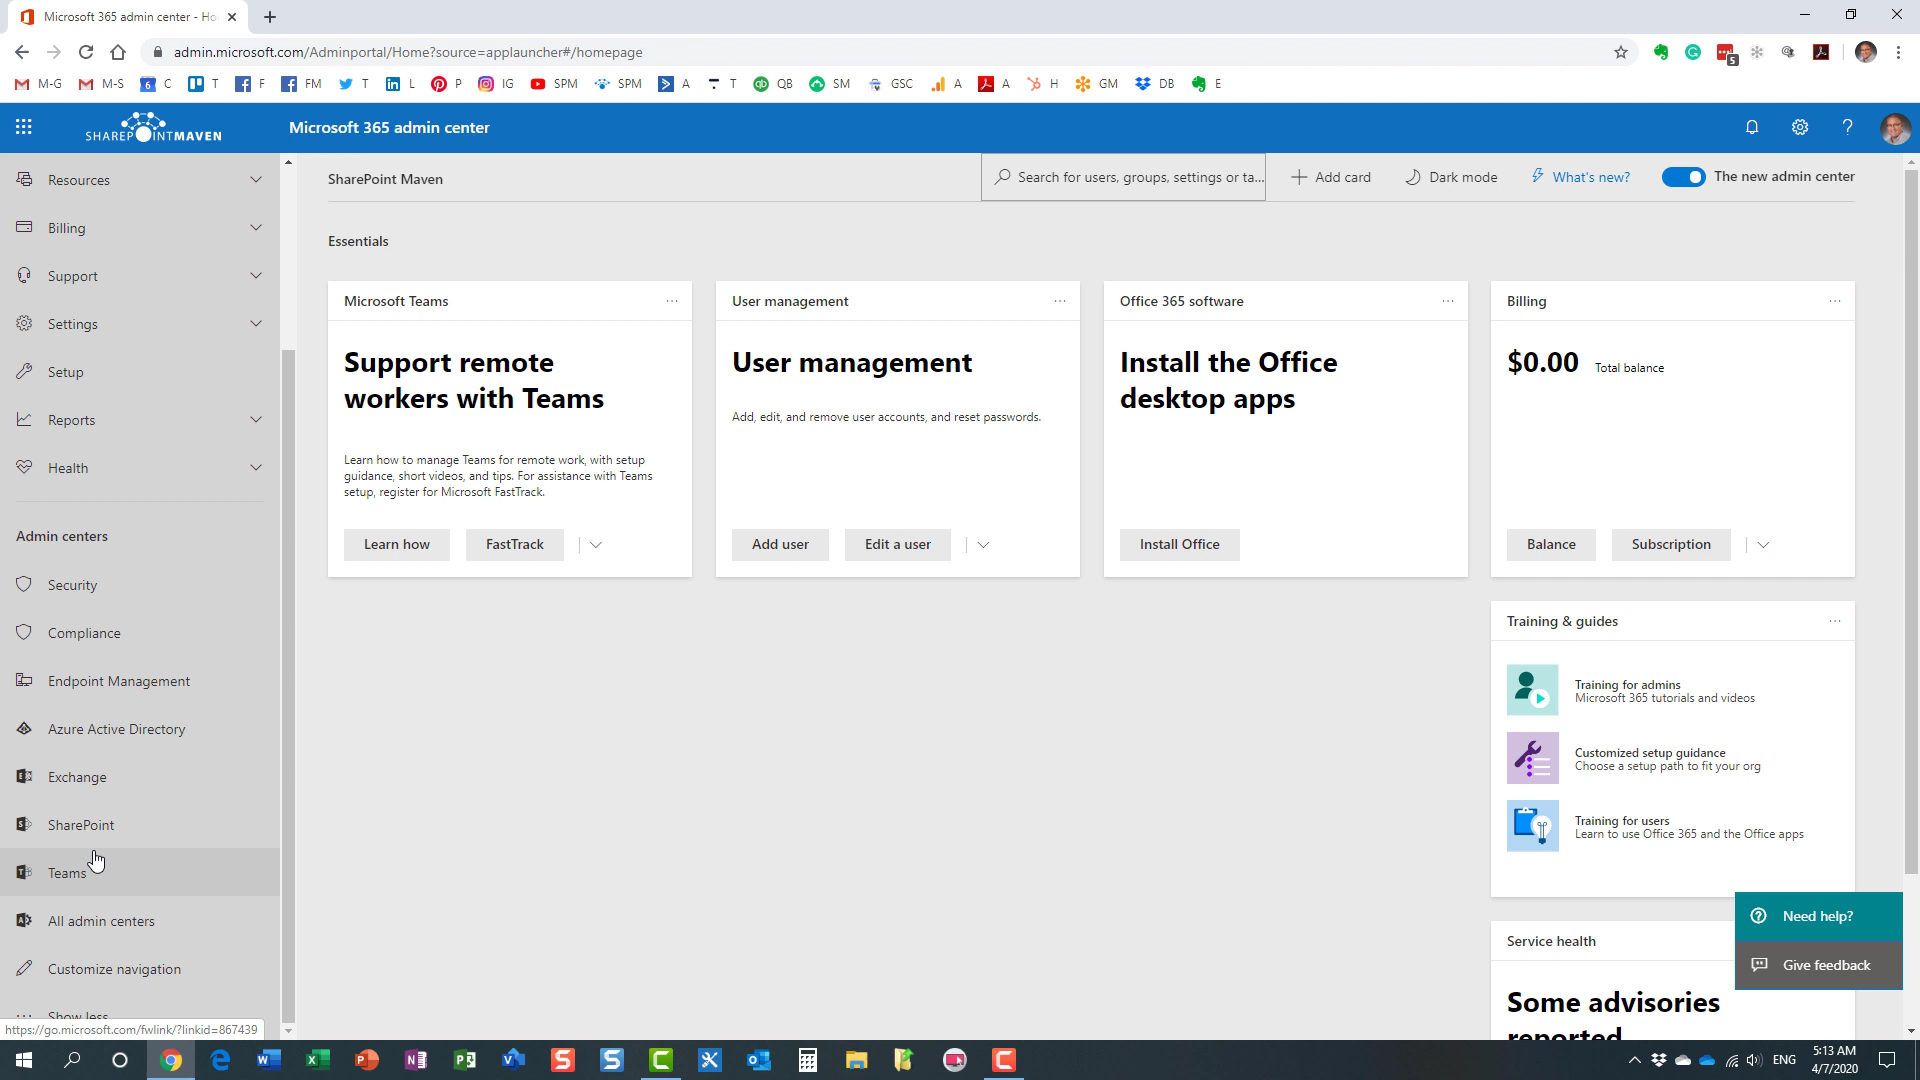 Microsoft 365 admin center - Ho
admin.microsoft.com/Adminportal/Home?source=applauncher#/homepage
5
M-G
M-S
6
C
T
F
FM
T
L
P
IG
SPM
SPM
A
T
QB
SM
GSC
A
A
H
GM
DB
E
SHAREPOINTMAVEN
Microsoft 365 admin center
Resources
Billing
Support
Settings
Setup
Reports
Health
Admin centers
Security
Compliance
Endpoint Management
Azure Active Directory
Exchange
SharePoint
Teams
All admin centers
Customize navigation
Show less
https://go.microsoft.com/fwlink/?linkid=867439
SharePoint Maven
Search for users, groups, settings or ta...
Add card
Dark mode
What's new?
The new admin center
Essentials
Microsoft Teams
Support remote
workers with Teams
Learn how to manage Teams for remote work, with setup
guidance, short videos, and tips. For assistance with Teams
setup, register for Microsoft FastTrack.
Learn how
FastTrack
User management
User management
Add, edit, and remove user accounts, and reset passwords.
Add user
Edit a user
Office 365 software
Install the Office
desktop apps
Install Office
Billing
$0.00 Total balance
Balance
Subscription
Training & guides
Training for admins
Microsoft 365 tutorials and videos
Customized setup guidance
Choose a setup path to fit your org
Training for users
Learn to use Office 365 and the Office apps
Need help?
Give feedback
Service health
Some advisories
reported
ENG
5:13 AM
4/7/2020